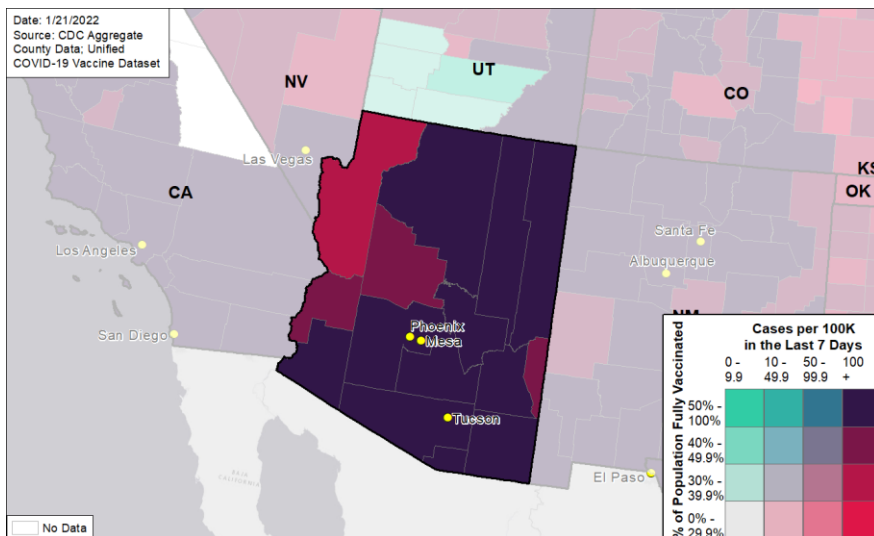 Date: 1/21/2022
Source: CDC Aggregate
County Data; Unified
COVID-19 Vaccine Dataset
UT
NV
CO
Las Vegas
KS
OK
CA
Santa Fe
Los Angeles
Albuquerque
NM
San Diego
Phoenix
Mesa
Tucson
El Paso
BAJA
CALIFORNIA
No Data
Cases per 100K
in the Last 7 Days
0 -
9.9
10 -
49.9
50 -
99.9
100
+
% of Population Fully Vaccinated
50% -
100%
40% -
49.9%
30% -
39.9%
0% -
29.9%